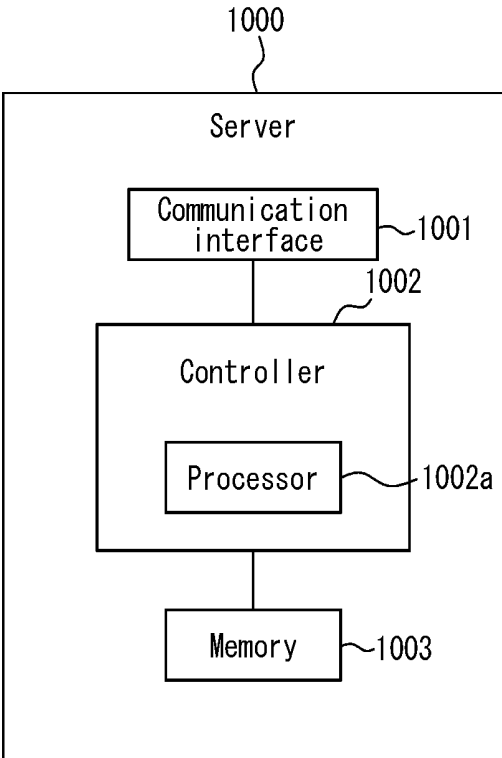 1000
Server
Communication
interface
1001
1002
Controller
Processor
1002a
Memory
1003